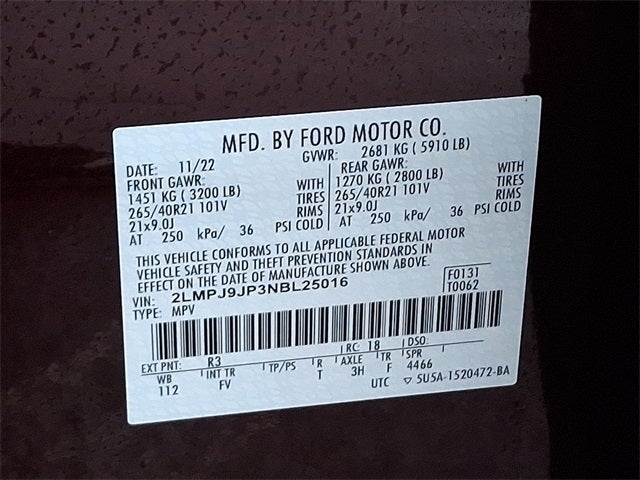 MFD. BY FORD MOTOR CO.
DATE: 11/22 GVWR: 2681 KG ( 5910 LB)
FRONT GAWR: REAR GAWR:
1451 KG ( 3200 LB) WITH 1270 KG ( 2800 LB) WITH
265/40R21 101V TIRES 265/40R21 101V TIRES
21x9.0J RIMS 21x9.0J RIMS
AT 250 kPa/ 36 PSI COLD AT 250 kPa/ 36 PSI COLD
THIS VEHICLE CONFORMS TO ALL APPLICABLE FEDERAL MOTOR
VEHICLE SAFETY AND THEFT PREVENTION STANDARDS IN
EFFECT ON THE DATE OF MANUFACTURE SHOWN ABOVE.
VIN: 2LMPJ9JP3NBL25016 F0131
TYPE: MPV T0062
EXT PNT: R3 RC: 18 DSO:
WB INT TR TP/PS R AXLE TR SPR
112 FV T 3H F 4466
UTC ▽ 5U5A-1520472-BA